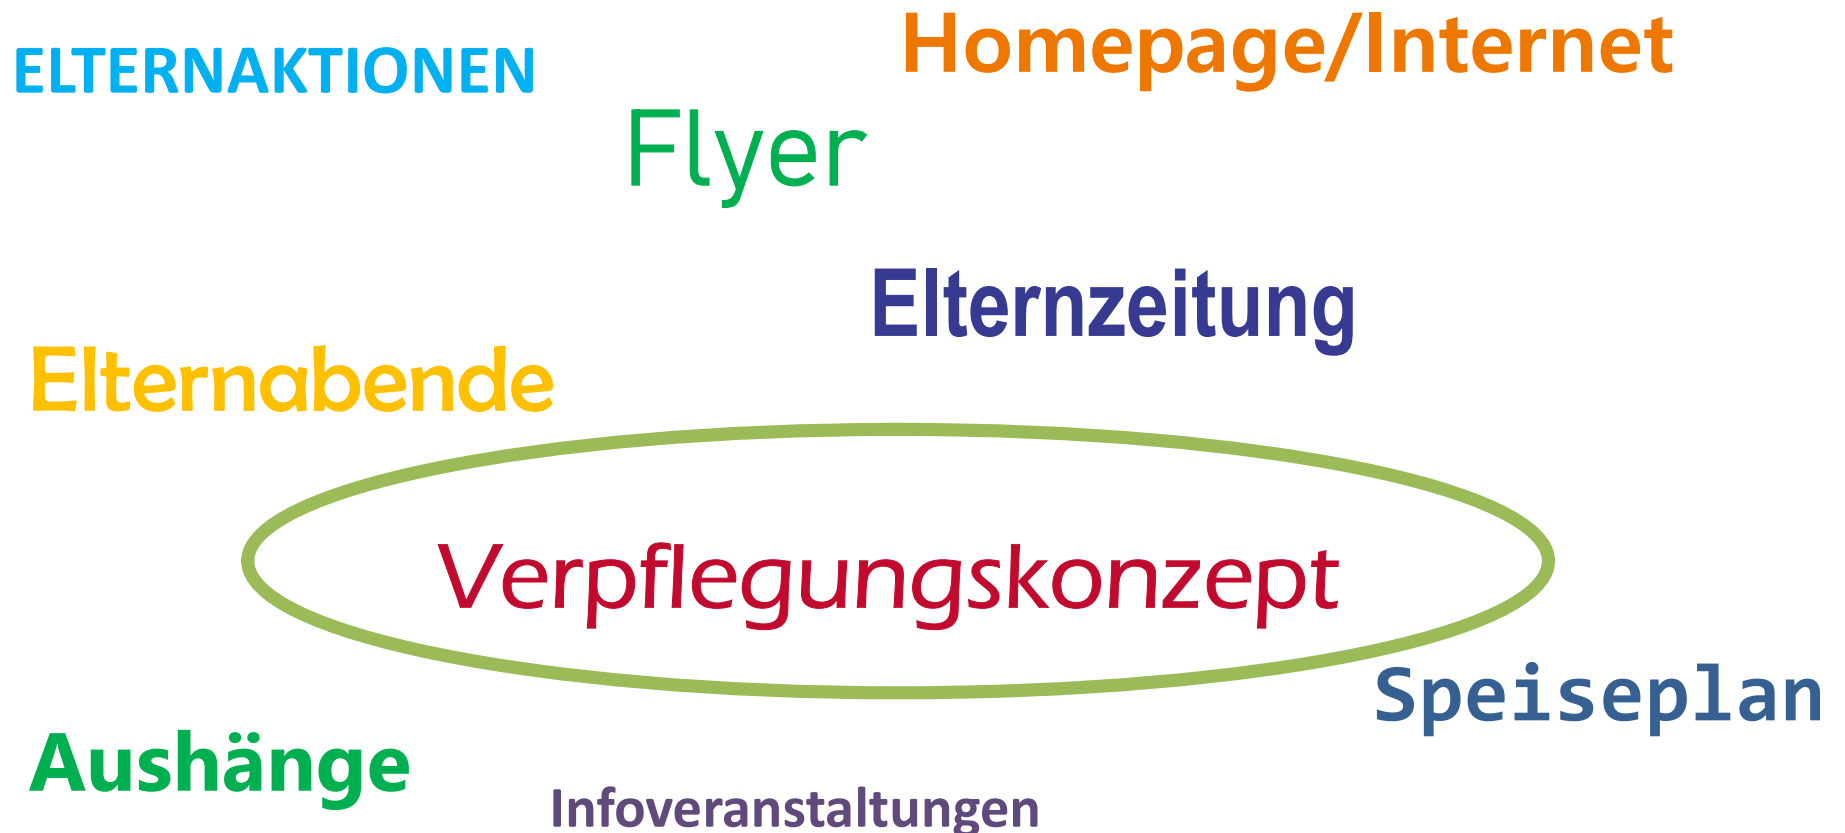 Homepage/Internet
ELTERNAKTIONEN
Flyer
Elternzeitung
Elternabende
Verpflegungskonzept
Speiseplan
Aushänge
Infoveranstaltungen